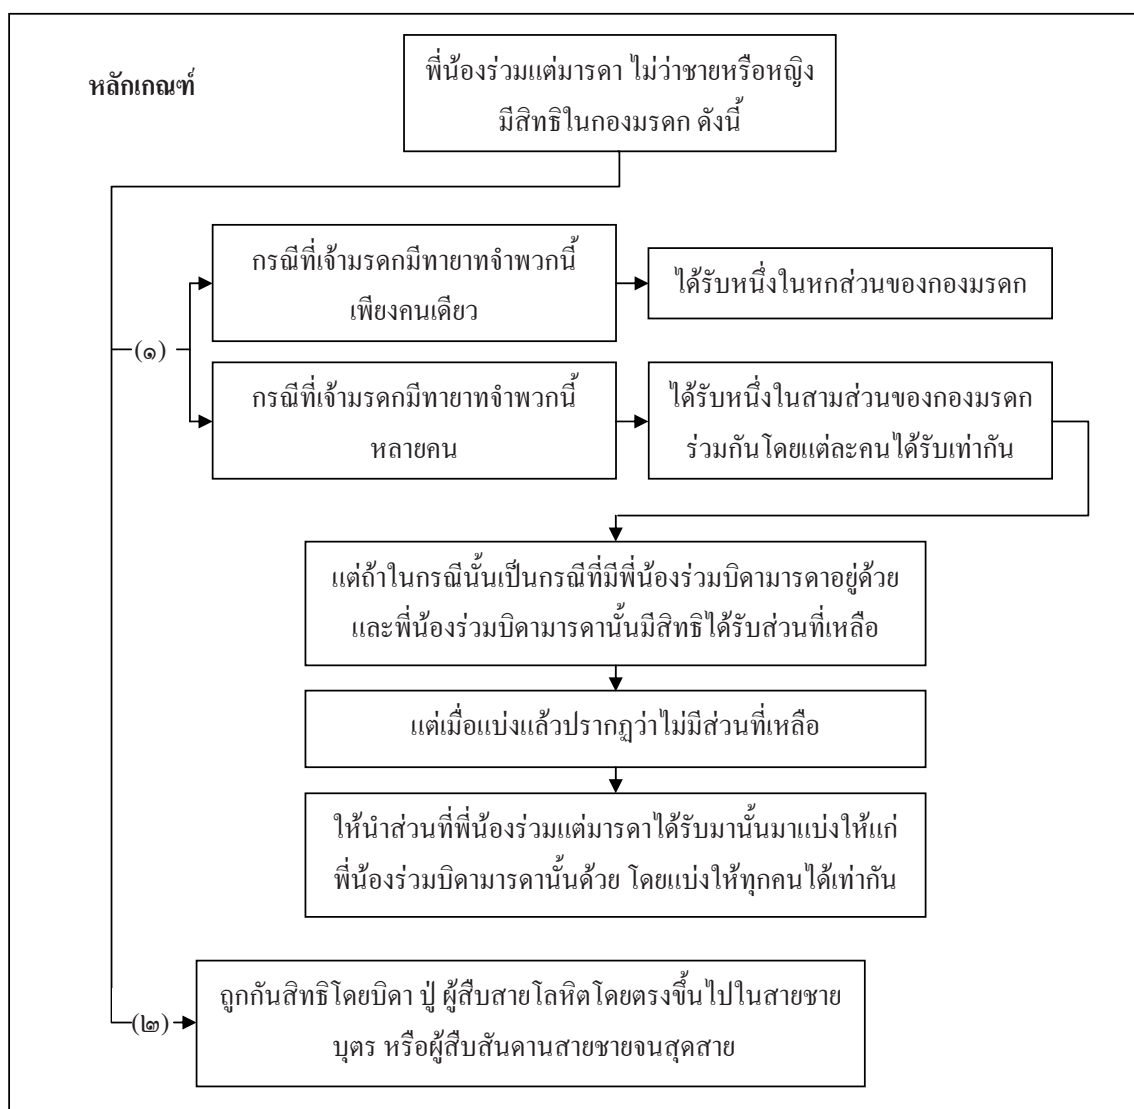 หลักเกณฑ์
พี่น้องร่วมแต่มารดา ไม่ว่าชายหรือหญิง
มีสิทธิในกองมรดก ดังนี้
(๑)
กรณีที่เจ้ามรดกมีทายาทจำพวกนี้
เพียงคนเดียว
ได้รับหนึ่งในหกส่วนของกองมรดก
กรณีที่เจ้ามรดกมีทายาทจำพวกนี้
หลายคน
ได้รับหนึ่งในสามส่วนของกองมรดก
ร่วมกันโดยแต่ละคนได้รับเท่ากัน
แต่ถ้าในกรณีนั้นเป็นกรณีที่มีพี่น้องร่วมบิดามารดาอยู่ด้วย
และพี่น้องร่วมบิดามารดานั้นมีสิทธิได้รับส่วนที่เหลือ
แต่เมื่อแบ่งแล้วปรากฏว่าไม่มีส่วนที่เหลือ
ให้นำส่วนที่พี่น้องร่วมแต่มารดาได้รับมานั้นมาแบ่งให้แก่
พี่น้องร่วมบิดามารดานั้นด้วย โดยแบ่งให้ทุกคนได้เท่ากัน
(๒)
ถูกกันสิทธิโดยบิดา ปู่ ผู้สืบสายโลหิตโดยตรงขึ้นไปในสายชาย
บุตร หรือผู้สืบสันดานสายชายจนสุดสาย